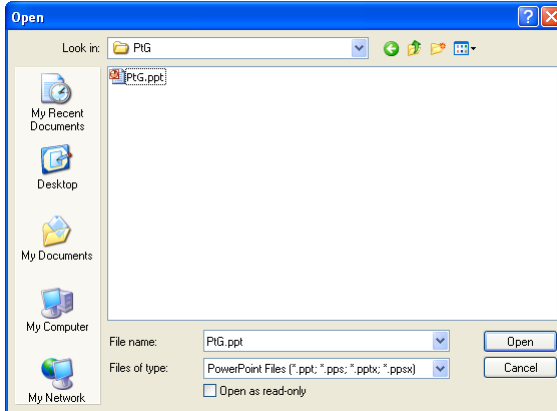 Open
Look in:
PtG
PtG.ppt
My Recent
Documents
Desktop
My Documents
My Computer
My Network
File name:
PtG.ppt
Open
Files of type:
PowerPoint Files (*.ppt; *.pps; *.pptx; *.ppsx)
Cancel
Open as read-only